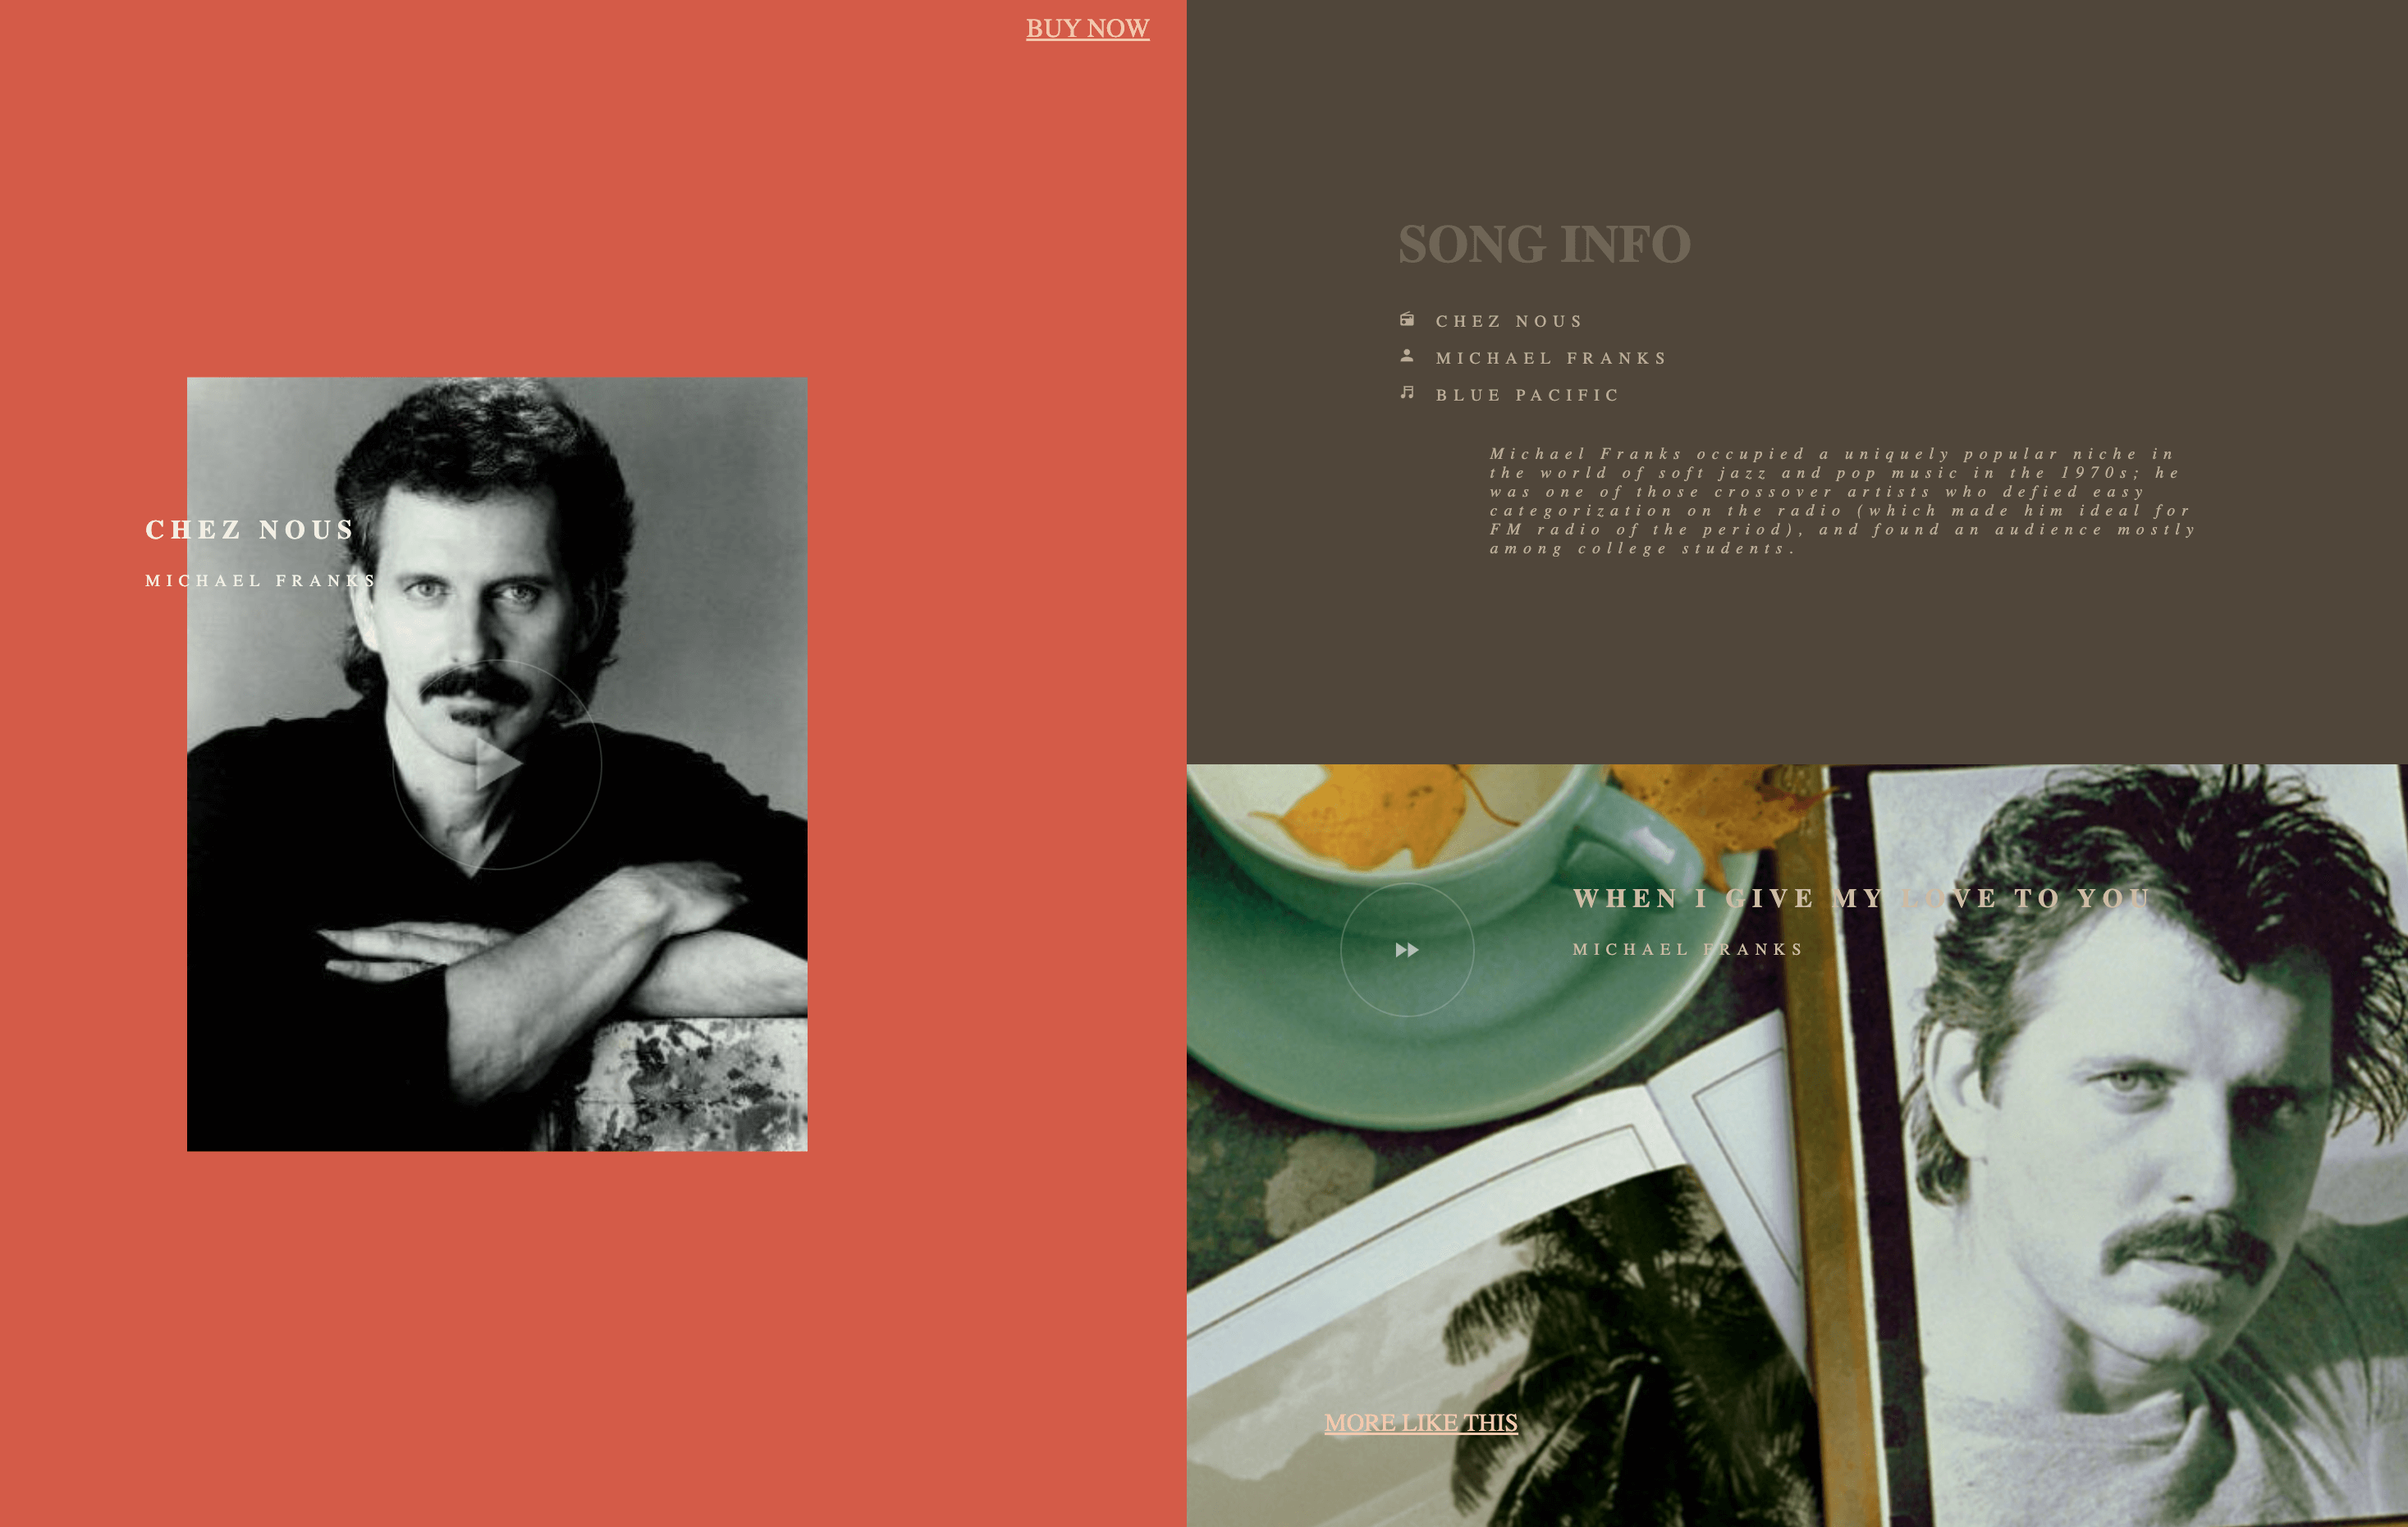 BUY NOW
CHEZ NOUS
MICHAEL FRANKS
SONG INFO
CHEZ NOUS
MICHAEL FRANKS
BLUE PACIFIC
Michael Franks occupied a uniquely popular niche in
the world of soft jazz and pop music in the 1970s; he
was one of those crossover artists who defied easy
categorization on the radio (which made him ideal for
FM radio of the period), and found an audience mostly
among college students.
WHEN I GIVE MY LOVE TO YOU
MICHAEL FRANKS
MORE LIKE THIS